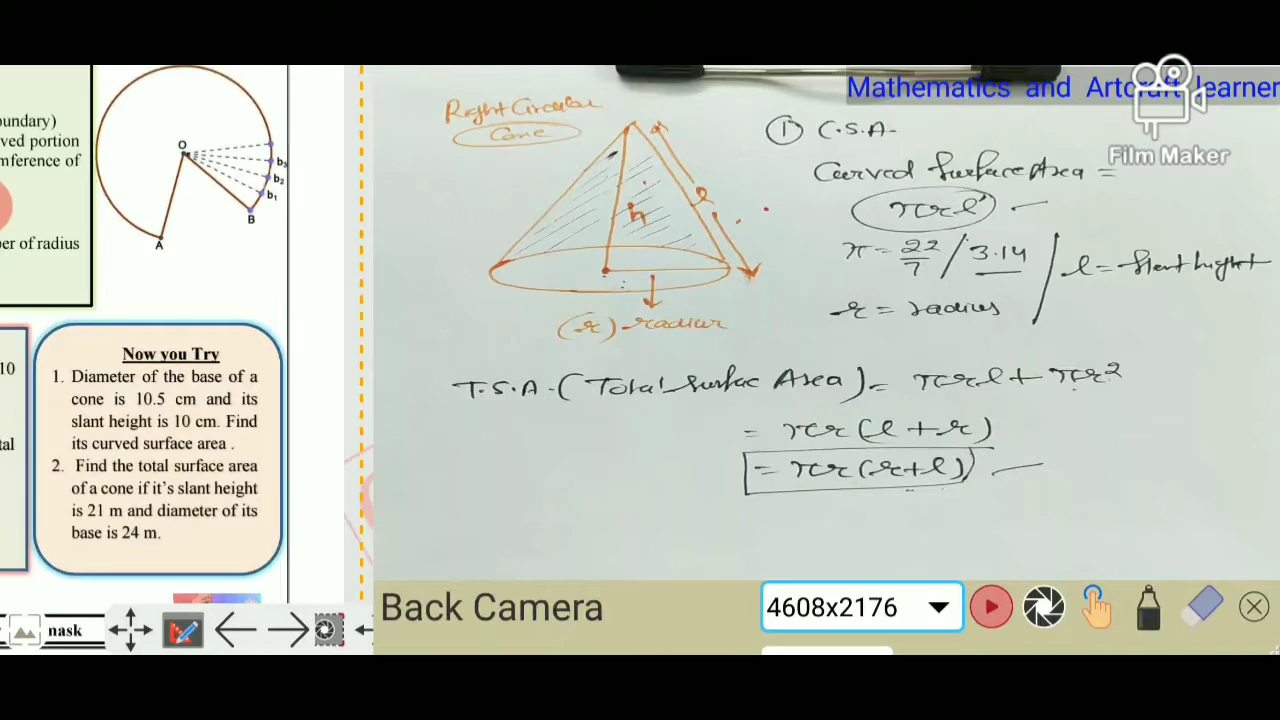 Mathematics and Artcraft learner
Film Maker
oundary)
ved portion
mference of
er of radius
O
b3
b2
b1
B
A
10
tal
Now you Try
1. Diameter of the base of a
cone is 10.5 cm and its
slant height is 10 cm. Find
its curved surface area .
2. Find the total surface area
of a cone if it's slant height
is 21 m and diameter of its
base is 24 m.
nask
Right Circular
Cone
h
l
(r) - radius
① C.S.A-
Curved Surface Area =
πrl
π = 22/7 / 3.14 / l = slant hight
r = radius
T.S.A - (Total Surfac Area) = πrl + πr²
= πr(l + r)
= πr(r+l)
Back Camera
4608x2176